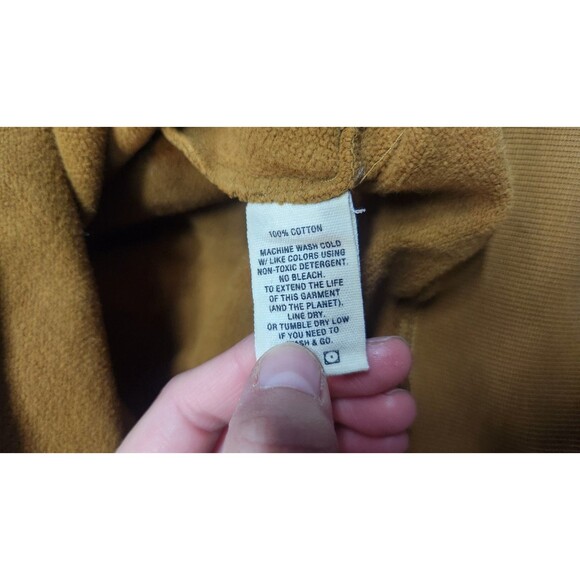 100% COTTON
MACHINE WASH COLD
W/ LIKE COLORS USING
NON-TOXIC DETERGENT.
NO BLEACH.
TO EXTEND THE LIFE
OF THIS GARMENT
(AND THE PLANET),
LINE DRY.
OR TUMBLE DRY LOW
IF YOU NEED TO
& GO.